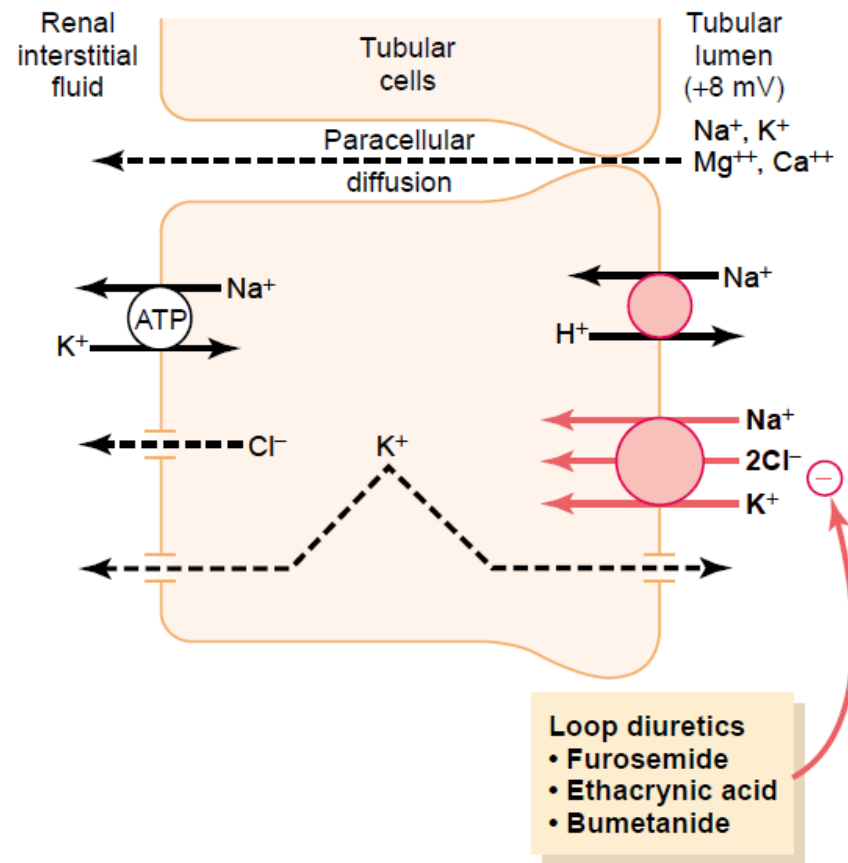 Renal
interstitial
fluid
Tubular
cells
Tubular
lumen
(+8 mV)
Paracellular
diffusion
Na⁺, K⁺
Mg⁺⁺, Ca⁺⁺
Na⁺
ATP
K⁺
Na⁺
H⁺
Cl⁻
K⁺
Na⁺
2Cl⁻
K⁺
−
Loop diuretics
• Furosemide
• Ethacrynic acid
• Bumetanide